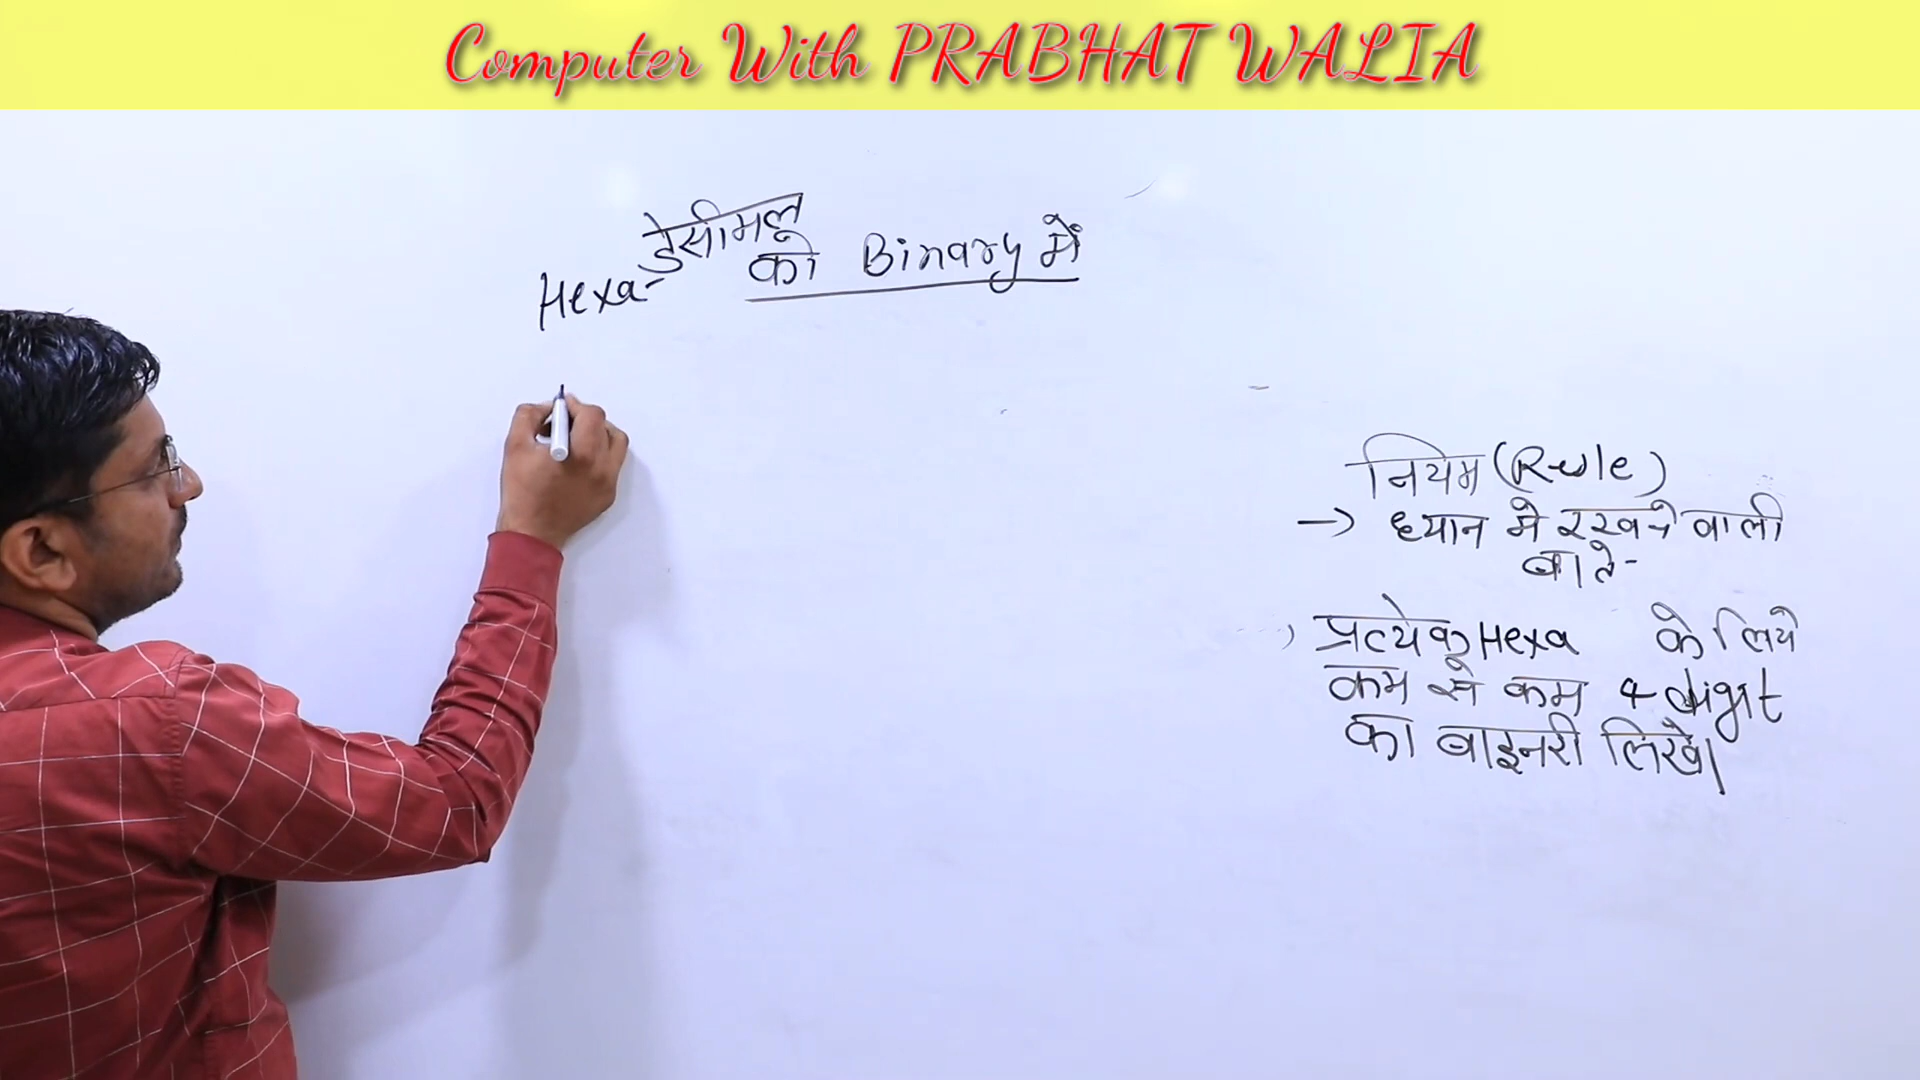 Computer With PRABHAT WALIA
Hexa-डेसीमल को Binary में
नियम (Rule)
→ ध्यान मे रखने वाली
बाते-
प्रत्येक Hexa के लिये
कम से कम 4 digit
का बाइनरी लिखे।